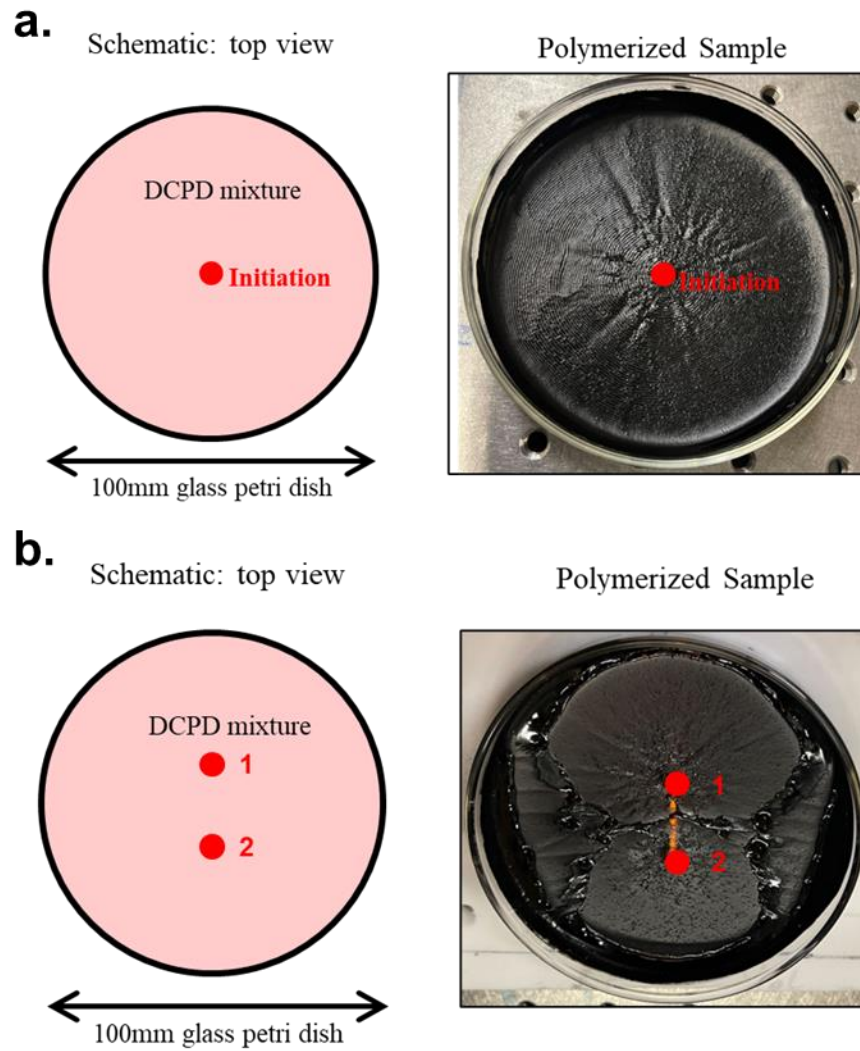 a.
Schematic: top view
Polymerized Sample
DCPD mixture
Initiation
Initiation
100mm glass petri dish
b.
Schematic: top view
Polymerized Sample
DCPD mixture
1
2
1
2
100mm glass petri dish